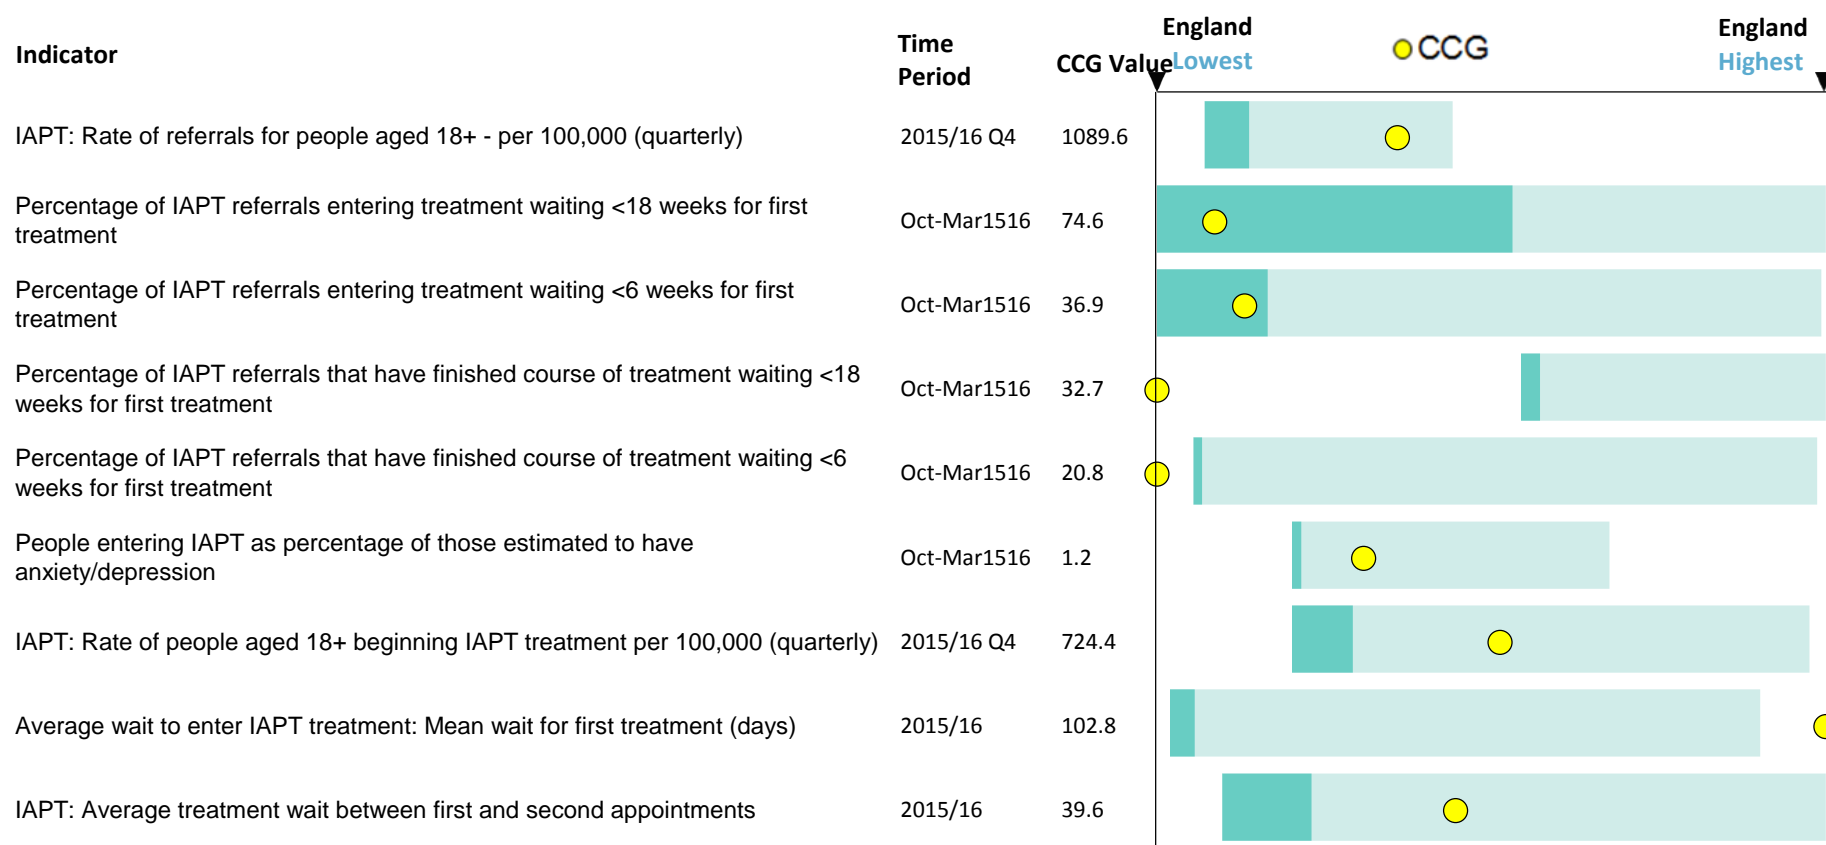 Indicator
Time Period
CCG Value
England Lowest
CCG
England Highest
IAPT: Rate of referrals for people aged 18+ - per 100,000 (quarterly) 2015/16 Q4 1089.6
Percentage of IAPT referrals entering treatment waiting <18 weeks for first
treatment
Oct-Mar1516 74.6
Percentage of IAPT referrals entering treatment waiting <6 weeks for first
treatment
Oct-Mar1516 36.9
Percentage of IAPT referrals that have finished course of treatment waiting <18
weeks for first treatment
Oct-Mar1516 32.7
Percentage of IAPT referrals that have finished course of treatment waiting <6
weeks for first treatment
Oct-Mar1516 20.8
People entering IAPT as percentage of those estimated to have
anxiety/depression
Oct-Mar1516 1.2
IAPT: Rate of people aged 18+ beginning IAPT treatment per 100,000 (quarterly) 2015/16 Q4 724.4
Average wait to enter IAPT treatment: Mean wait for first treatment (days) 2015/16 102.8
IAPT: Average treatment wait between first and second appointments 2015/16 39.6